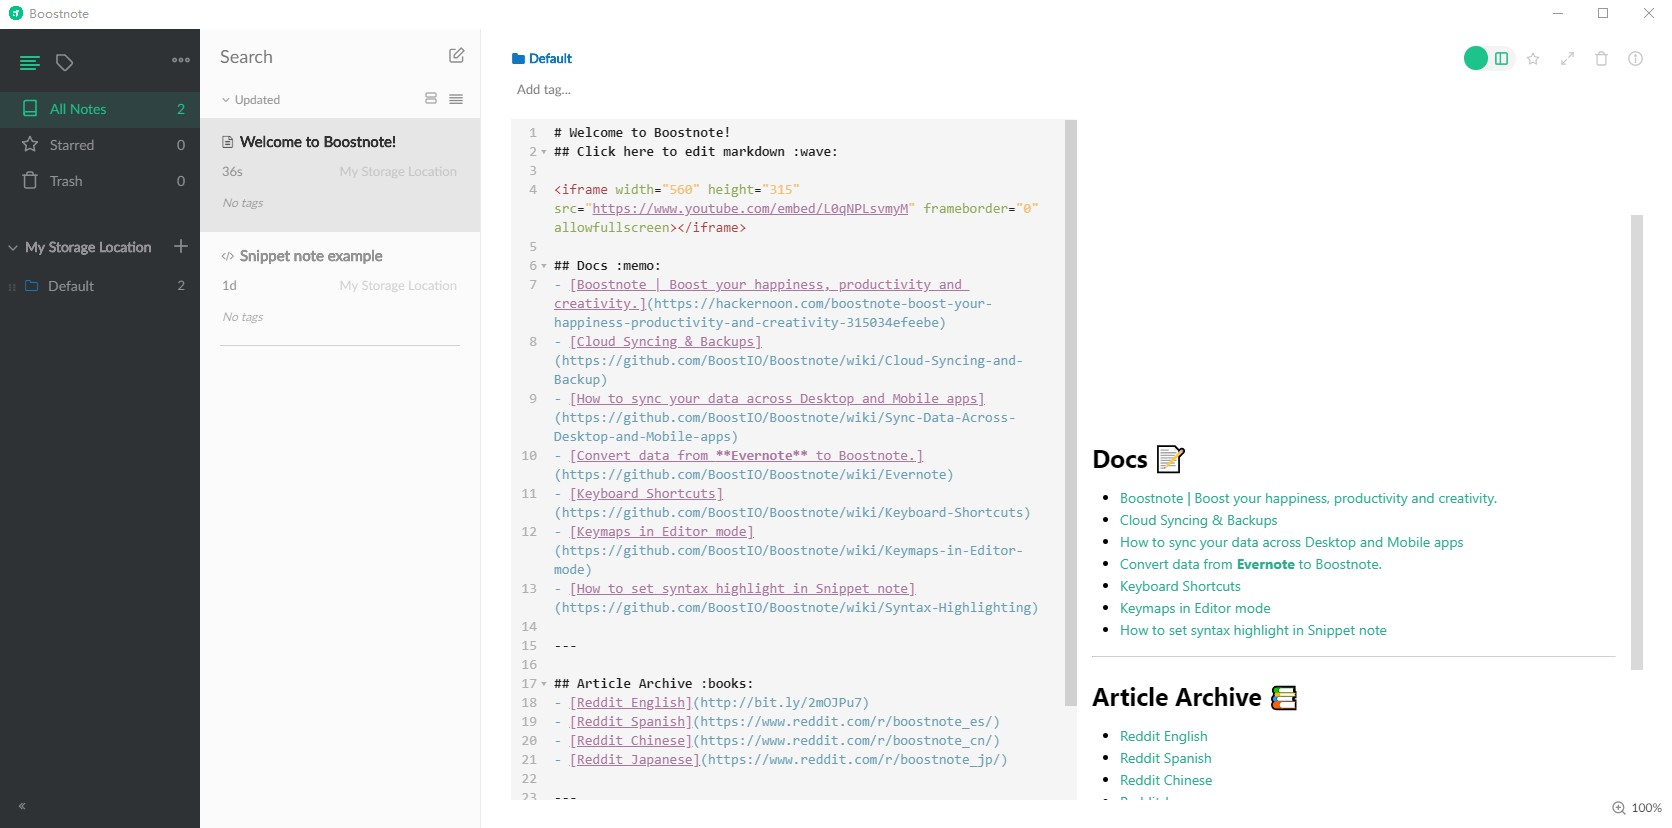 Boostnote
All Notes 2
Starred 0
Trash 0
My Storage Location
Default 2
Search
Updated
Welcome to Boostnote!
36s My Storage Location
No tags
Snippet note example
1d My Storage Location
No tags
Default
Add tag...
1 # Welcome to Boostnote!
2 ## Click here to edit markdown :wave:
3
4 <iframe width="560" height="315"
src="https://www.youtube.com/embed/L0qNPLsvmyM" frameborder="0"
allowfullscreen></iframe>
5
6 ## Docs :memo:
7 - [Boostnote | Boost your happiness, productivity and
creativity.](https://hackernoon.com/boostnote-boost-your-
happiness-productivity-and-creativity-315034efeebe)
8 - [Cloud Syncing & Backups]
(https://github.com/BoostIO/Boostnote/wiki/Cloud-Syncing-and-
Backup)
9 - [How to sync your data across Desktop and Mobile apps]
(https://github.com/BoostIO/Boostnote/wiki/Sync-Data-Across-
Desktop-and-Mobile-apps)
10 - [Convert data from **Evernote** to Boostnote.]
(https://github.com/BoostIO/Boostnote/wiki/Evernote)
11 - [Keyboard Shortcuts]
(https://github.com/BoostIO/Boostnote/wiki/Keyboard-Shortcuts)
12 - [Keymaps in Editor mode]
(https://github.com/BoostIO/Boostnote/wiki/Keymaps-in-Editor-
mode)
13 - [How to set syntax highlight in Snippet note]
(https://github.com/BoostIO/Boostnote/wiki/Syntax-Highlighting)
14
15 ---
16
17 ## Article Archive :books:
18 - [Reddit English](http://bit.ly/2mOJPu7)
19 - [Reddit Spanish](https://www.reddit.com/r/boostnote_es/)
20 - [Reddit Chinese](https://www.reddit.com/r/boostnote_cn/)
21 - [Reddit Japanese](https://www.reddit.com/r/boostnote_jp/)
22
23 ---
Docs
Boostnote | Boost your happiness, productivity and creativity.
Cloud Syncing & Backups
How to sync your data across Desktop and Mobile apps
Convert data from Evernote to Boostnote.
Keyboard Shortcuts
Keymaps in Editor mode
How to set syntax highlight in Snippet note
Article Archive
Reddit English
Reddit Spanish
Reddit Chinese
100%